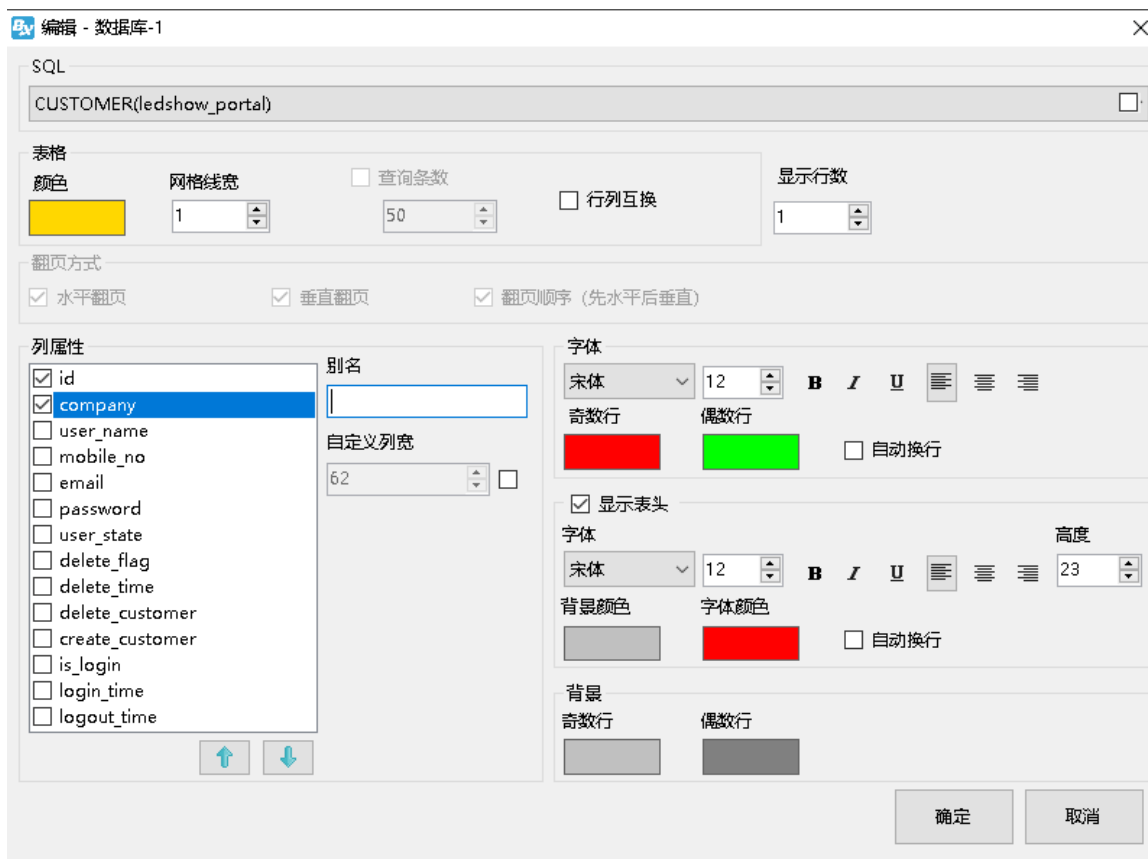 BX 编辑 - 数据库-1
SQL
CUSTOMER(ledshow_portal)
表格
颜色 网格线宽 查询条数 显示行数
1 50 行列互换 1
翻页方式
水平翻页 垂直翻页 翻页顺序 (先水平后垂直)
列属性
id
company
user_name
mobile_no
email
password
user_state
delete_flag
delete_time
delete_customer
create_customer
is_login
login_time
logout_time
别名
自定义列宽
62
字体
宋体 12 B I U
奇数行 偶数行
自动换行
显示表头
字体 高度
宋体 12 B I U 23
背景颜色 字体颜色
自动换行
背景
奇数行 偶数行
确定 取消